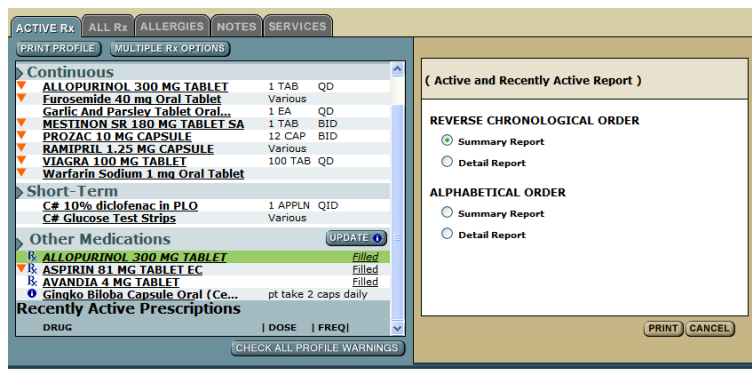 ACTIVE Rx ALL Rx ALLERGIES NOTES SERVICES
PRINT PROFILE MULTIPLE Rx OPTIONS
Continuous
ALLOPURINOL 300 MG TABLET 1 TAB QD
Furosemide 40 mg Oral Tablet Various
Garlic And Parsley Tablet Oral... 1 EA QD
MESTINON SR 180 MG TABLET SA 1 TAB BID
PROZAC 10 MG CAPSULE 12 CAP BID
RAMIPRIL 1.25 MG CAPSULE Various
VIAGRA 100 MG TABLET 100 TAB QD
Warfarin Sodium 1 mg Oral Tablet
Short-Term
C# 10% diclofenac in PLO 1 APPLN QID
C# Glucose Test Strips Various
Other Medications UPDATE i
Rx ALLOPURINOL 300 MG TABLET Filled
Rx ASPIRIN 81 MG TABLET EC Filled
Rx AVANDIA 4 MG TABLET Filled
i Gingko Biloba Capsule Oral (Ce... pt take 2 caps daily
Recently Active Prescriptions
DRUG | DOSE | FREQ|
CHECK ALL PROFILE WARNINGS
( Active and Recently Active Report )
REVERSE CHRONOLOGICAL ORDER
Summary Report
Detail Report
ALPHABETICAL ORDER
Summary Report
Detail Report
PRINT CANCEL